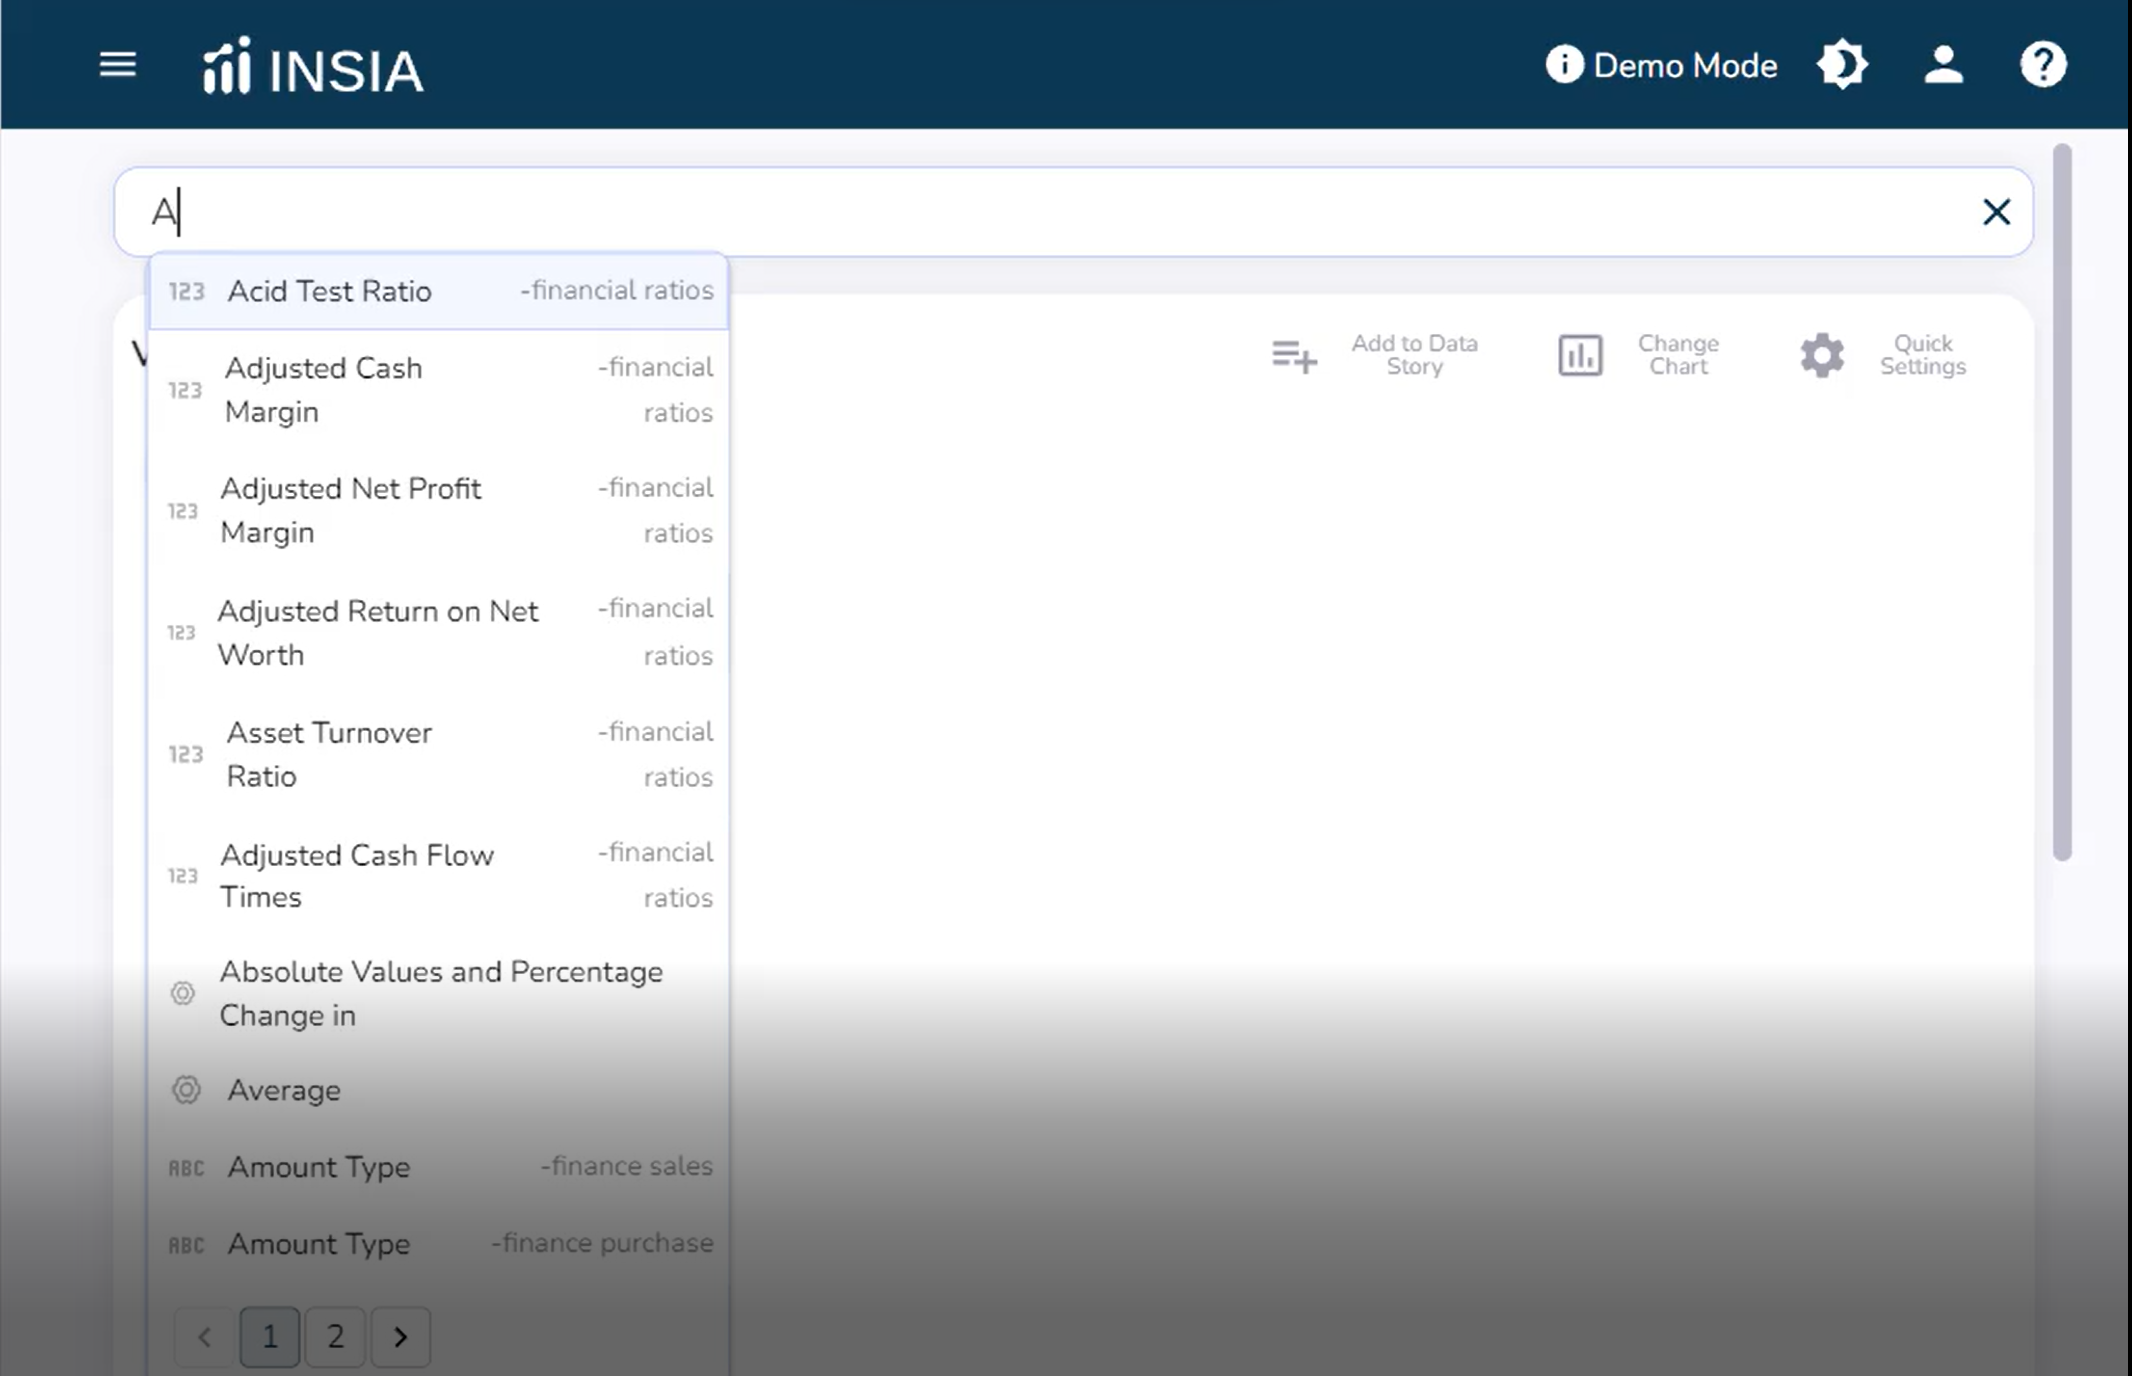 INSIA
Demo Mode
A
123 Acid Test Ratio -financial ratios
Add to Data Story
Change Chart
Quick Settings
123 Adjusted Cash -financial
Margin ratios
123 Adjusted Net Profit -financial
Margin ratios
123 Adjusted Return on Net -financial
Worth ratios
123 Asset Turnover -financial
Ratio ratios
123 Adjusted Cash Flow -financial
Times ratios
Absolute Values and Percentage
Change in
Average
ABC Amount Type -finance sales
ABC Amount Type -finance purchase
1 2